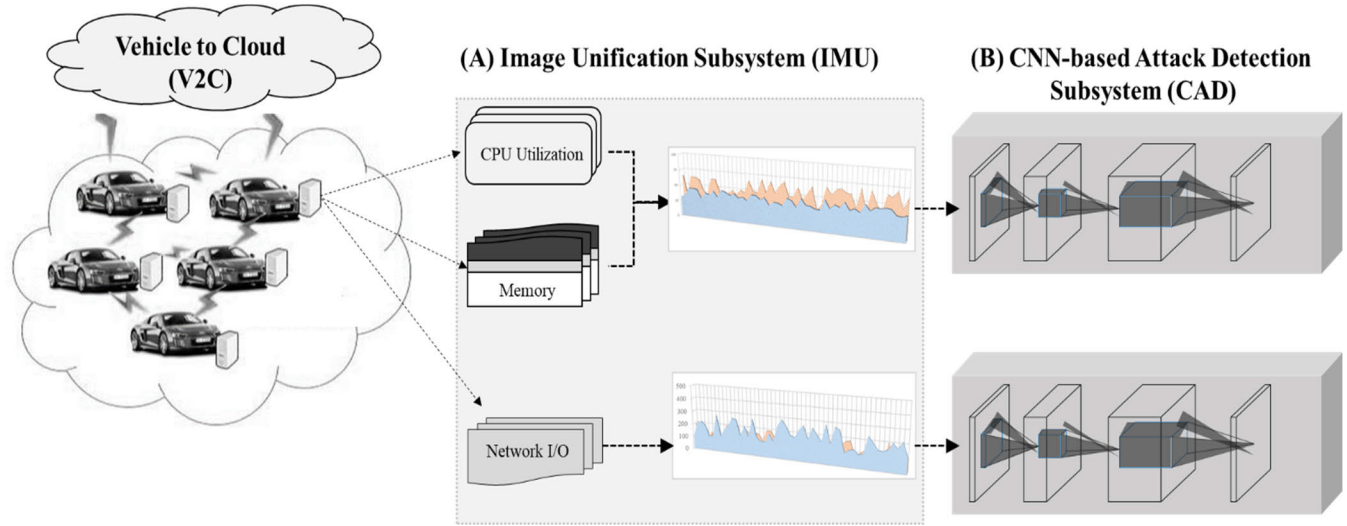 Vehicle to Cloud
(V2C)
(A) Image Unification Subsystem (IMU)
(B) CNN-based Attack Detection
Subsystem (CAD)
CPU Utilization
Memory
Network I/O
500
400
300
200
100
0